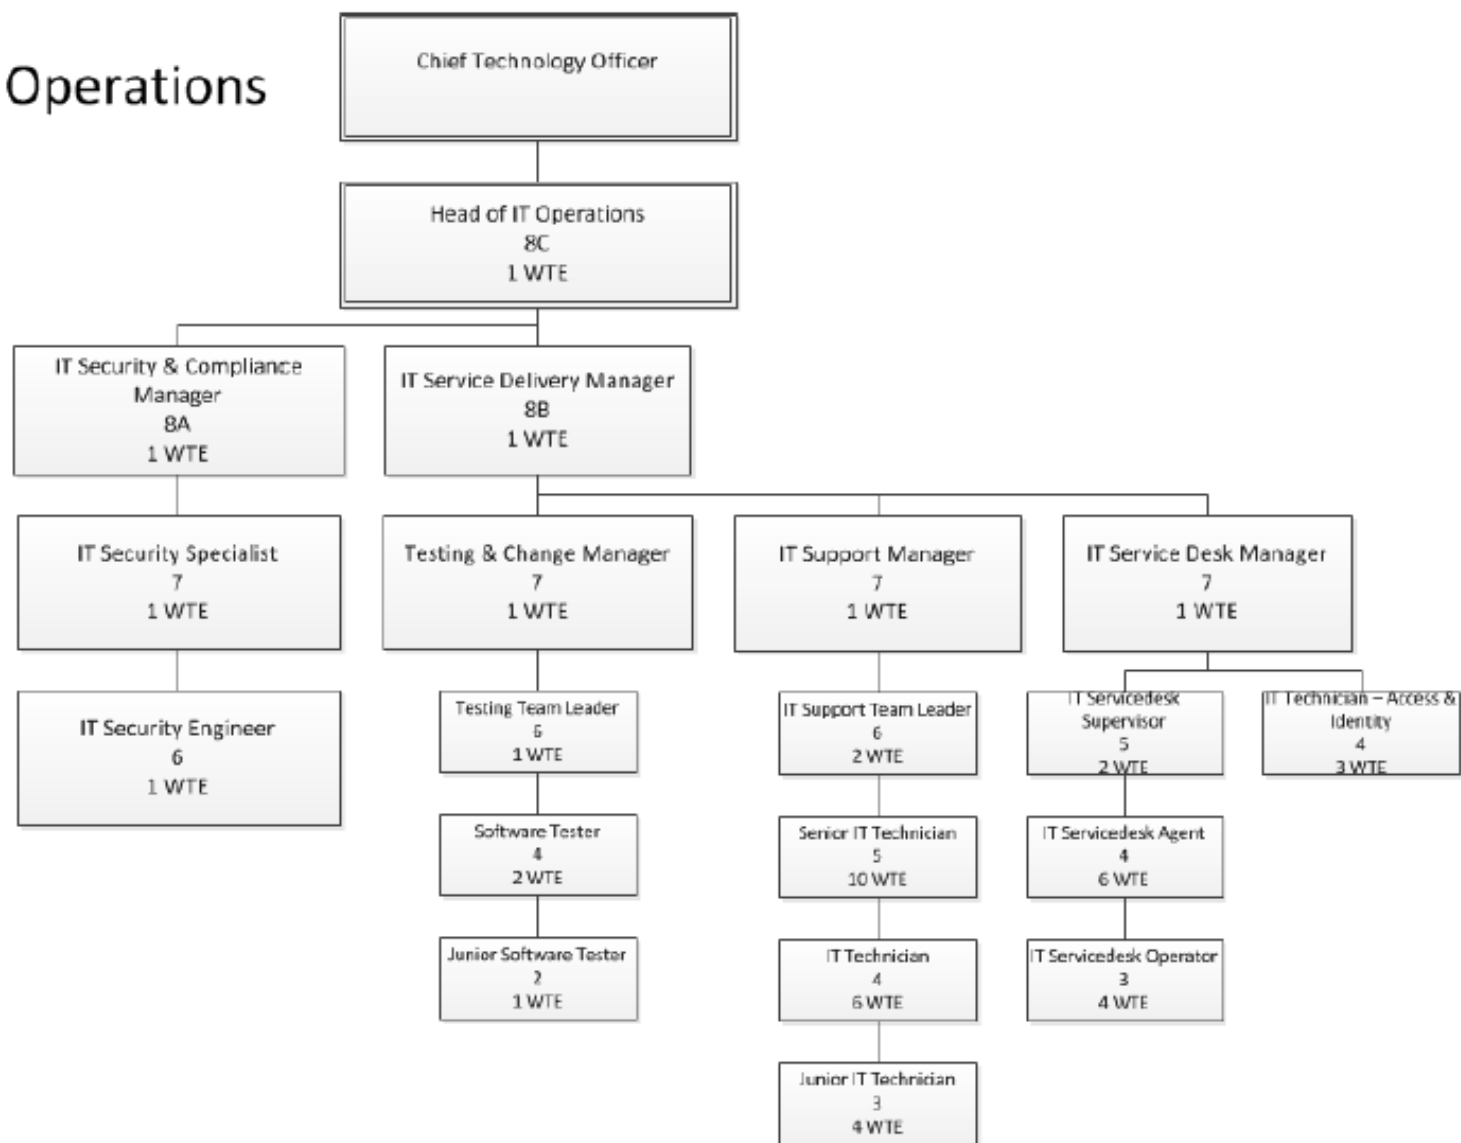 Operations
Chief Technology Officer
Head of IT Operations
8C
1 WTE
IT Security & Compliance
Manager
8A
1 WTE
IT Service Delivery Manager
8B
1 WTE
IT Security Specialist
7
1 WTE
Testing & Change Manager
7
1 WTE
IT Support Manager
7
1 WTE
IT Service Desk Manager
7
1 WTE
IT Security Engineer
6
1 WTE
Testing Team Leader
6
1 WTE
IT Support Team Leader
6
2 WTE
IT Servicedesk
Supervisor
5
2 WTE
IT Technician – Access &
Identity
4
3 WTE
Software Tester
4
2 WTE
Senior IT Technician
5
10 WTE
IT Servicedesk Agent
4
6 WTE
Junior Software Tester
2
1 WTE
IT Technician
4
6 WTE
IT Servicedesk Operator
3
4 WTE
Junior IT Technician
3
4 WTE